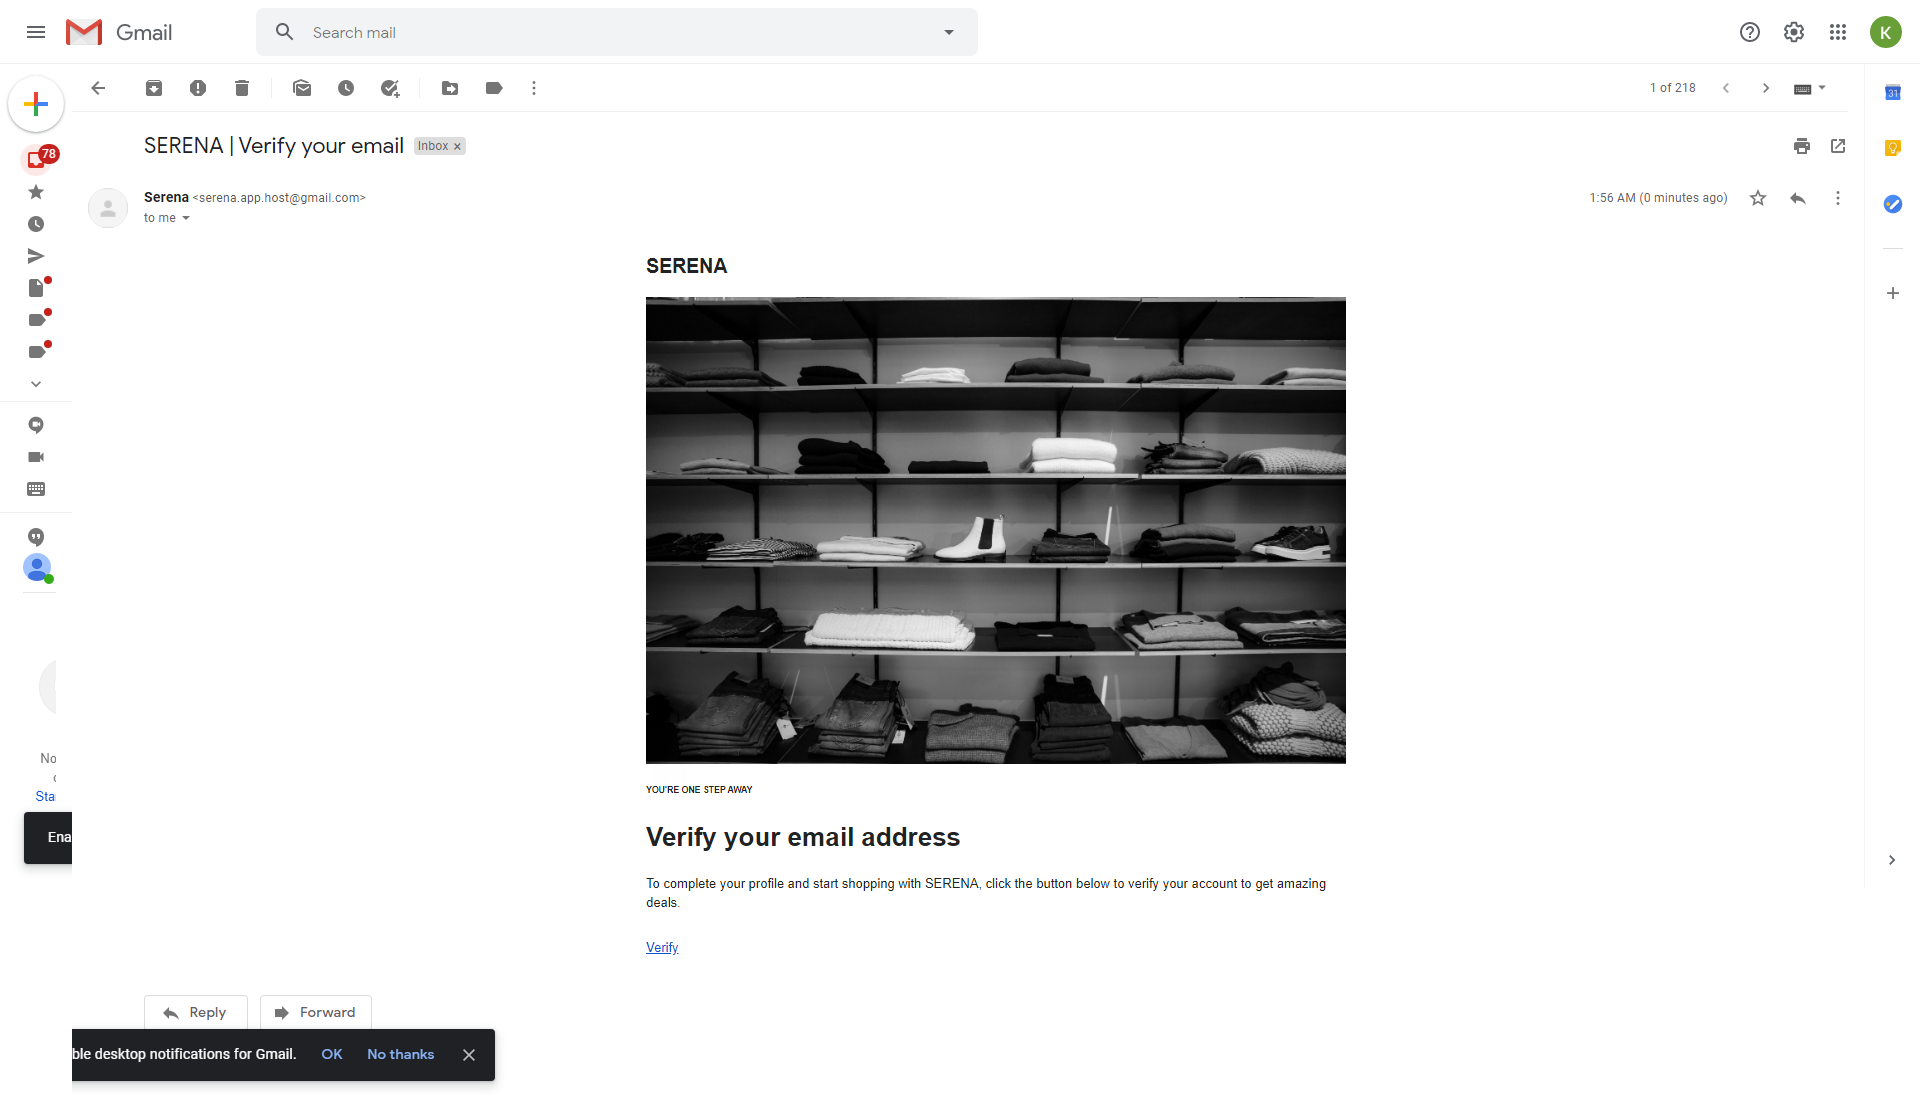 Gmail
Search mail
K
1 of 218
31
78
SERENA | Verify your email
Inbox ×
Serena <serena.app.host@gmail.com>
1:56 AM (0 minutes ago)
to me
SERENA
YOU'RE ONE STEP AWAY
Verify your email address
To complete your profile and start shopping with SERENA, click the button below to verify your account to get amazing
deals.
Verify
No
Sta
Ena
Reply
Forward
ble desktop notifications for Gmail.
OK
No thanks